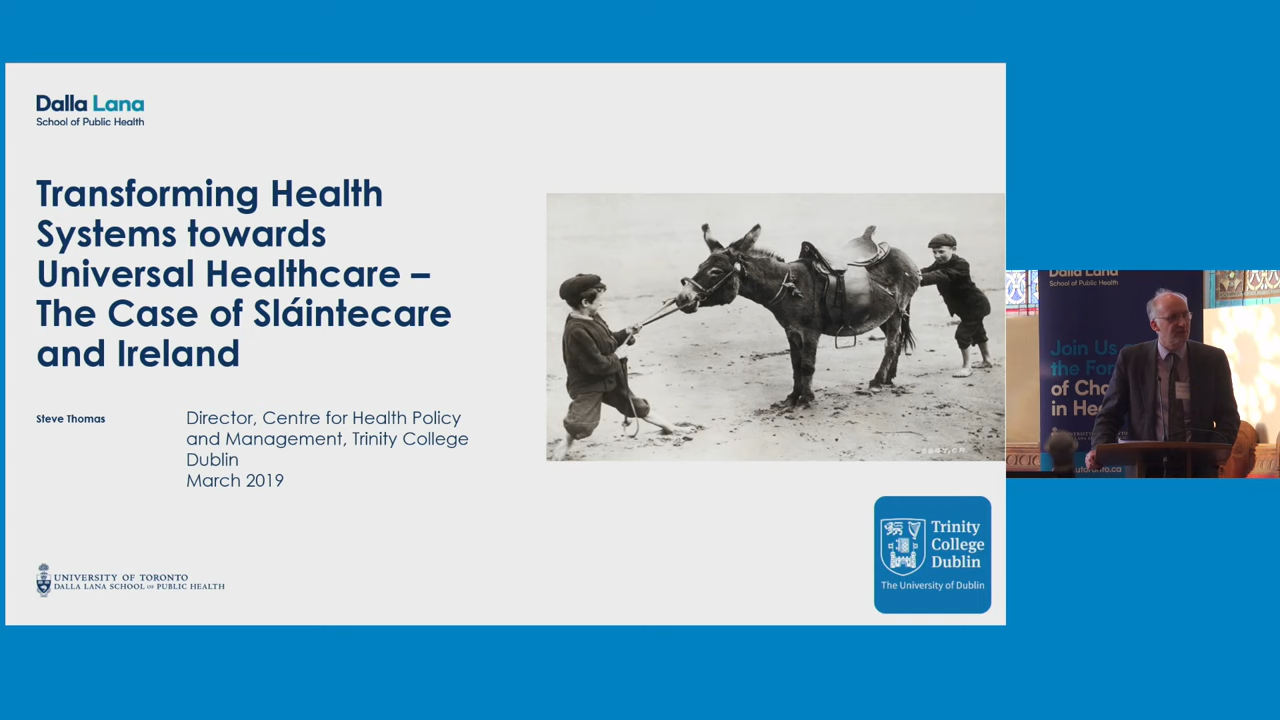 Dalla Lana
School of Public Health
Transforming Health
Systems towards
Universal Healthcare –
The Case of Sláintecare
and Ireland
Steve Thomas
Director, Centre for Health Policy
and Management, Trinity College
Dublin
March 2019
UNIVERSITY OF TORONTO
DALLA LANA SCHOOL OF PUBLIC HEALTH
Trinity
College
Dublin
The University of Dublin
Dalla Lana
School of Public Health
Join Us
the For
of Cha
in Hea